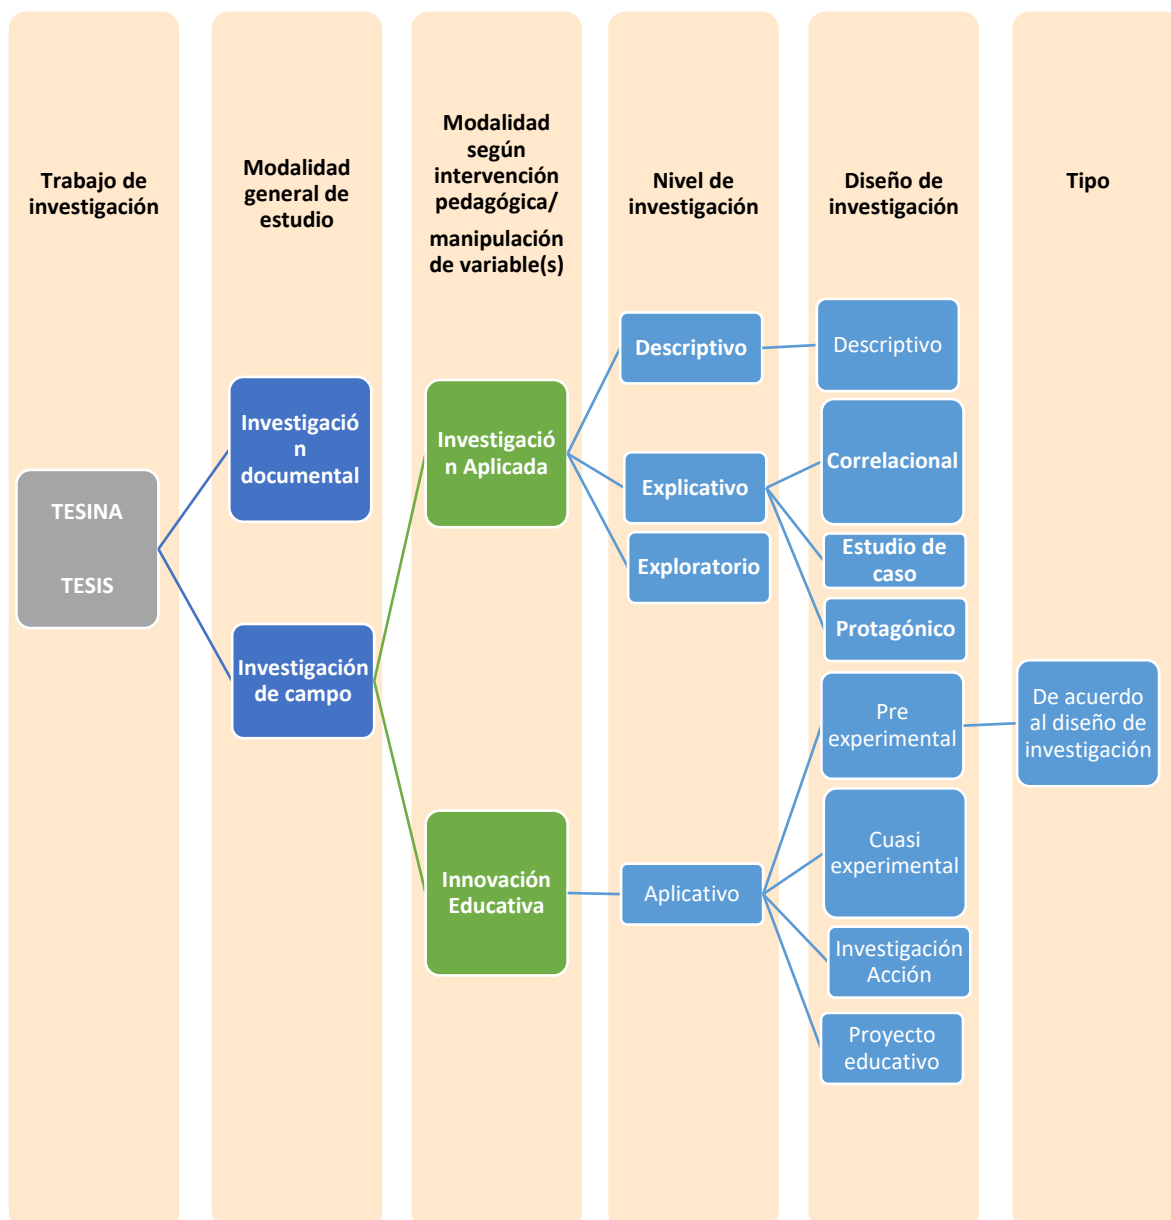 Trabajo de
investigación
Modalidad
general de
estudio
Modalidad
según
intervención
pedagógica/
manipulación
de variable(s)
Nivel de
investigación
Diseño de
investigación
Tipo
TESINA
TESIS
Investigació
n
documental
Investigación
de campo
Investigació
n Aplicada
Innovación
Educativa
Descriptivo
Explicativo
Exploratorio
Aplicativo
Descriptivo
Correlacional
Estudio de
caso
Protagónico
Pre
experimental
Cuasi
experimental
Investigación
Acción
Proyecto
educativo
De acuerdo
al diseño de
investigación